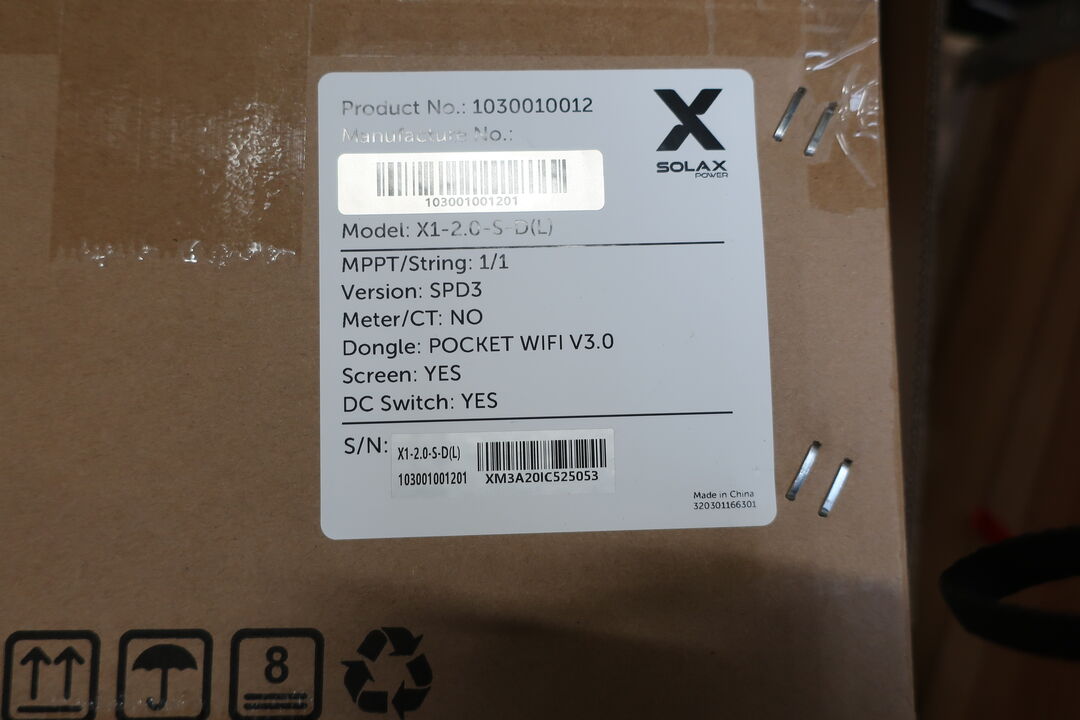 Product No.: 1030010012
Manufacture No.:
103001001201
Model: X1-2.0-S-D(L)
SOLAX
POWER
MPPT/String: 1/1
Version: SPD3
Meter/CT: NO
Dongle: POCKET WIFI V3.0
Screen: YES
DC Switch: YES
S/N:
X1-2.0-S-D(L)
103001001201
XM3A20IC525053
Made in China
320301166301
8